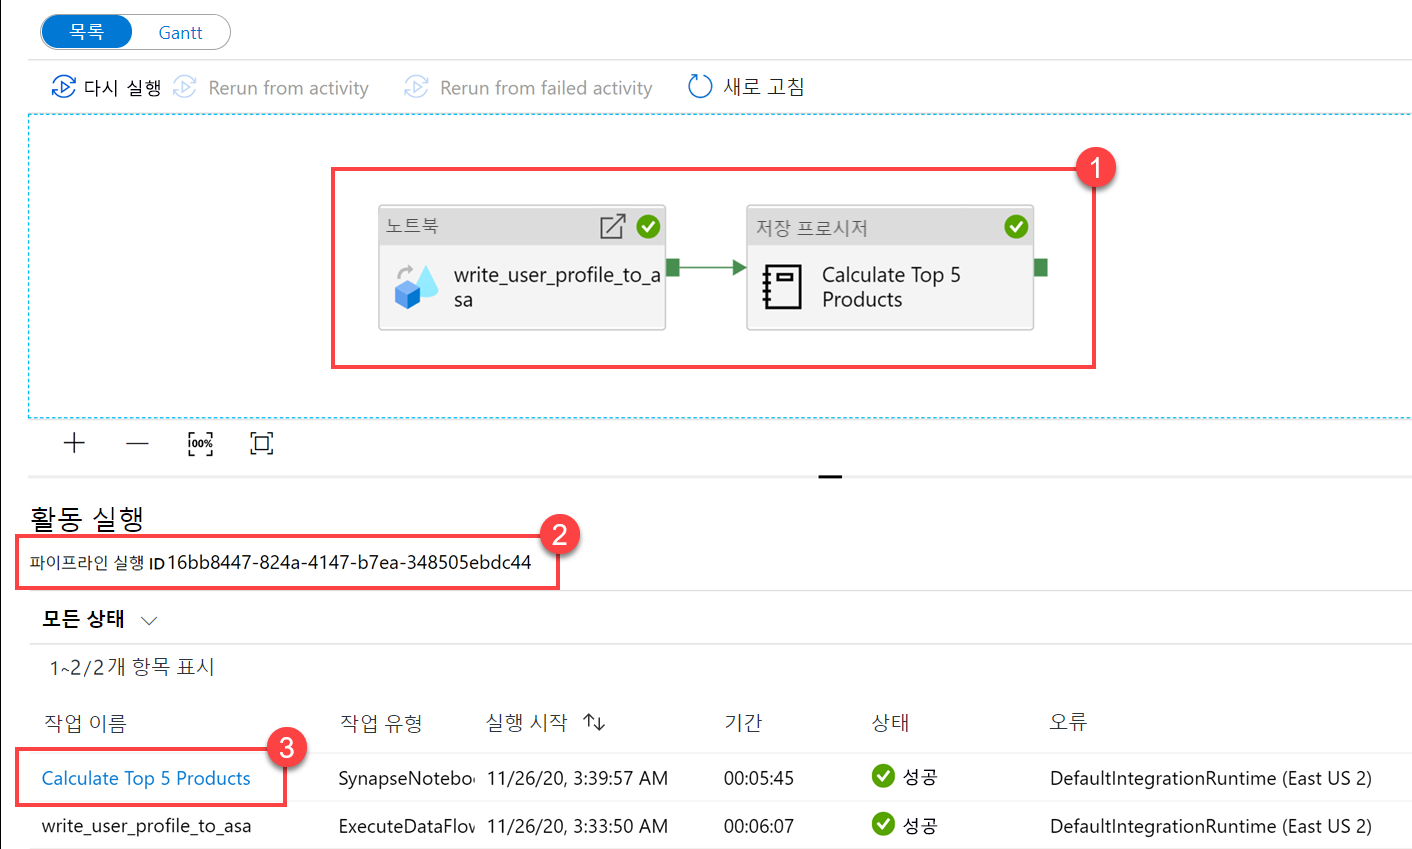 목록 Gantt
다시 실행 Rerun from activity Rerun from failed activity 새로 고침
1
노트북 저장 프로시저
write_user_profile_to_a
sa
Calculate Top 5
Products
100%
활동 실행
2
파이프라인 실행 ID 16bb8447-824a-4147-b7ea-348505ebdc44
모든 상태
1~2/2개 항목 표시
작업 이름 작업 유형 실행 시작 기간 상태 오류
3
Calculate Top 5 Products SynapseNoteboo 11/26/20, 3:39:57 AM 00:05:45 성공 DefaultIntegrationRuntime (East US 2)
write_user_profile_to_asa ExecuteDataFlow 11/26/20, 3:33:50 AM 00:06:07 성공 DefaultIntegrationRuntime (East US 2)